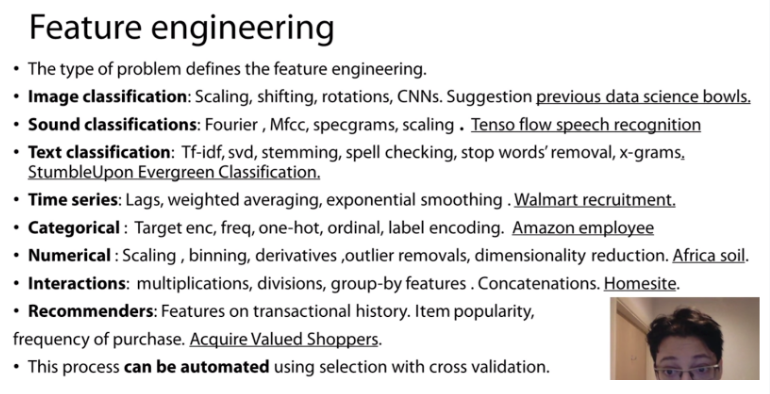 Feature engineering
• The type of problem defines the feature engineering.
• Image classification: Scaling, shifting, rotations, CNNs. Suggestion previous data science bowls.
• Sound classifications: Fourier , Mfcc, specgrams, scaling . Tenso flow speech recognition
• Text classification: Tf-idf, svd, stemming, spell checking, stop words' removal, x-grams.
StumbleUpon Evergreen Classification.
• Time series: Lags, weighted averaging, exponential smoothing . Walmart recruitment.
• Categorical : Target enc, freq, one-hot, ordinal, label encoding. Amazon employee
• Numerical : Scaling , binning, derivatives ,outlier removals, dimensionality reduction. Africa soil.
• Interactions: multiplications, divisions, group-by features . Concatenations. Homesite.
• Recommenders: Features on transactional history. Item popularity,
frequency of purchase. Acquire Valued Shoppers.
• This process can be automated using selection with cross validation.